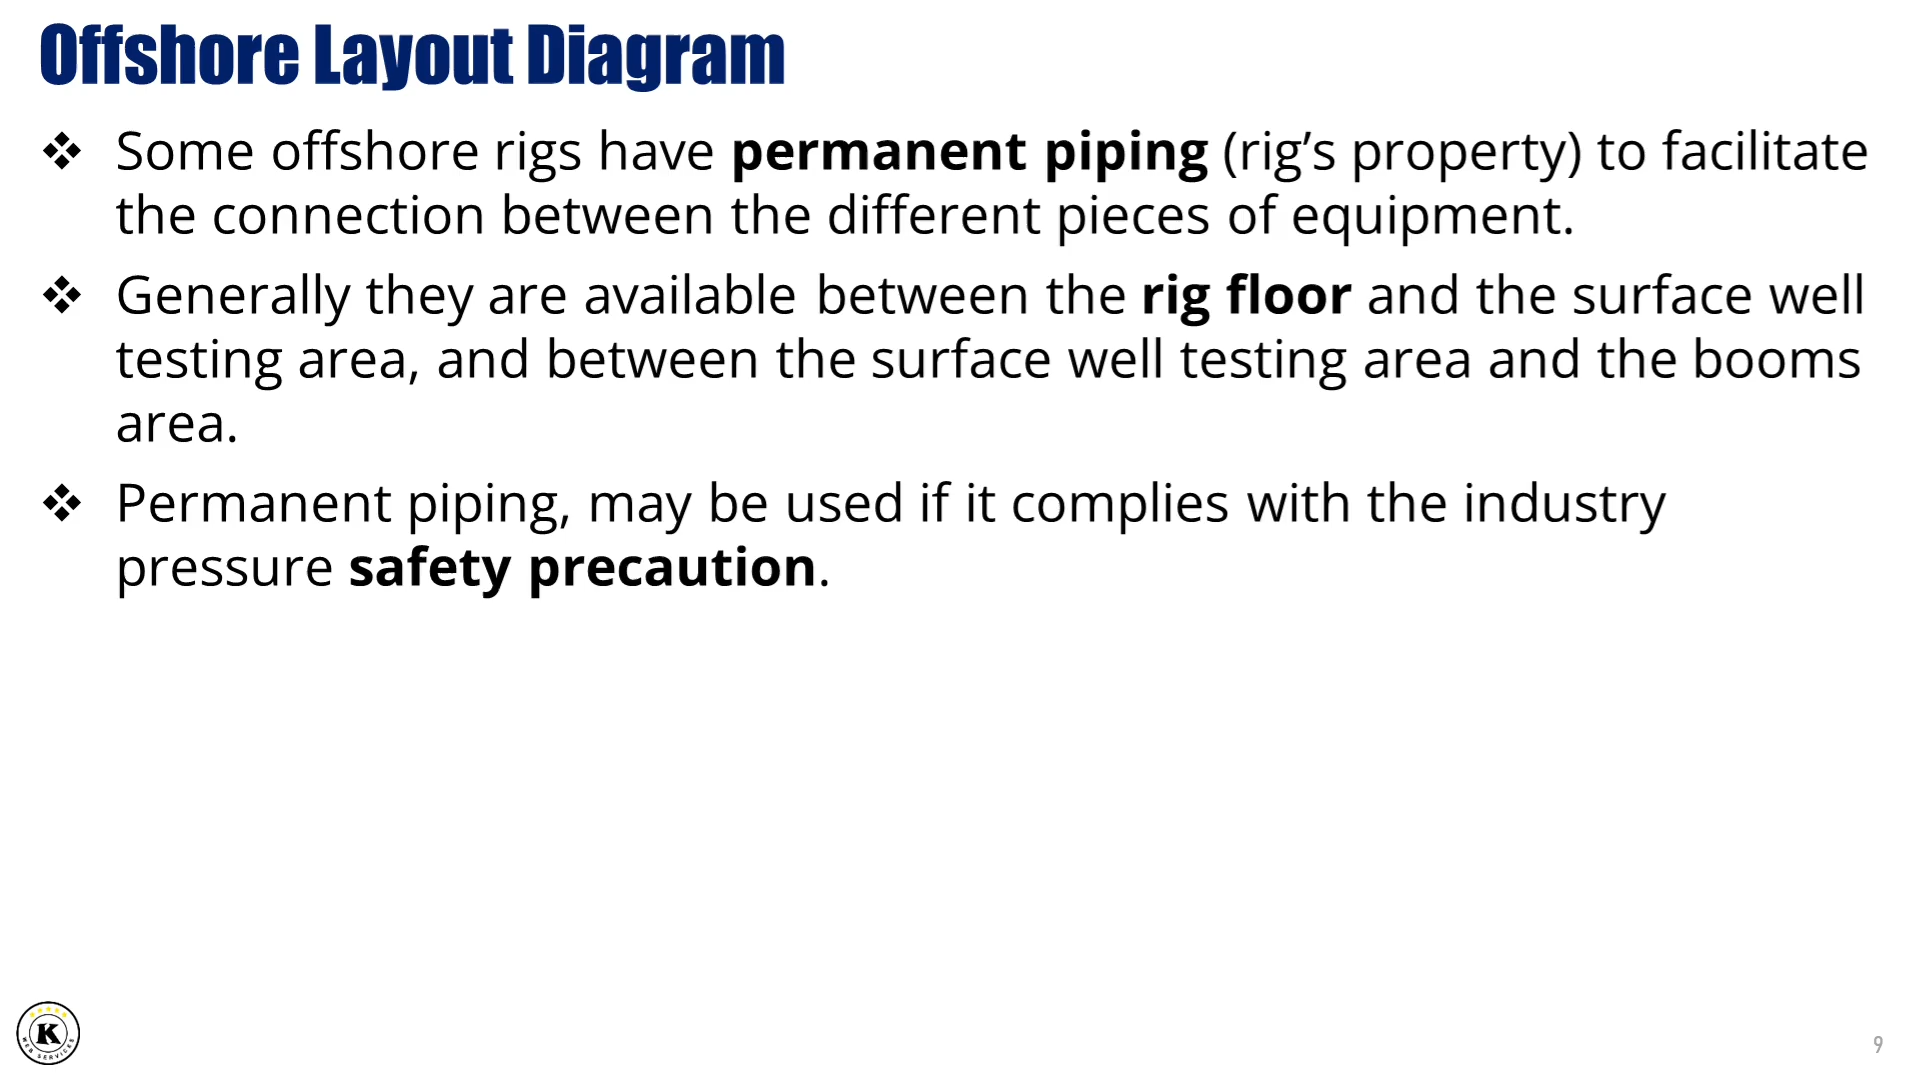 Offshore Layout Diagram
❖ Some offshore rigs have permanent piping (rig’s property) to facilitate
the connection between the different pieces of equipment.
❖ Generally they are available between the rig floor and the surface well
testing area, and between the surface well testing area and the booms
area.
❖ Permanent piping, may be used if it complies with the industry
pressure safety precaution.
K
WEB SERVICES
9